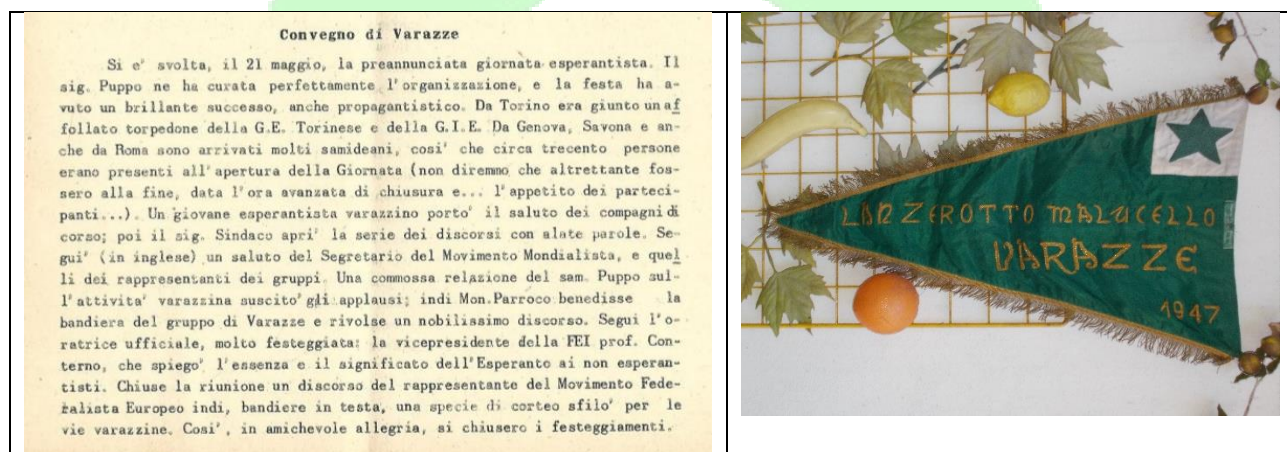 Convegno di Varazze
Si e' svolta, il 21 maggio, la preannunciata giornata esperantista. Il
sig. Puppo ne ha curata perfettamente l'organizzazione, e la festa ha a-
vuto un brillante successo, anche propagantistico. Da Torino era giunto un af
follato torpedone della G.E. Torinese e della G.I.E. Da Genova, Savona e an-
che da Roma sono arrivati molti samideani, cosi' che circa trecento persone
erano presenti all'apertura della Giornata (non diremmo che altrettante fos-
sero alla fine, data l'ora avanzata di chiusura e... l'appetito dei parteci-
panti...). Un giovane esperantista varazzino porto' il saluto dei compagni di
corso; poi il sig. Sindaco apri' la serie dei discorsi con alate parole. Se-
gui' (in inglese) un saluto del Segretario del Movimento Mondialista, e quel
li dei rappresentanti dei gruppi. Una commossa relazione del sam. Puppo sul-
l'attivita' varazzina suscito' gli applausi; indi Mon. Parroco benedisse la
bandiera del gruppo di Varazze e rivolse un nobilissimo discorso. Segui l'o-
ratrice ufficiale, molto festeggiata: la vicepresidente della FEI prof. Con-
terno, che spiego' l'essenza e il significato dell'Esperanto ai non esperan-
tisti. Chiuse la riunione un discorso del rappresentante del Movimento Fede-
ralista Europeo indi, bandiere in testa, una specie di corteo sfilo' per le
vie varazzine. Cosi', in amichevole allegria, si chiusero i festeggiamenti.
LANZEROTTO MALUCELLO
VARAZZE
1947